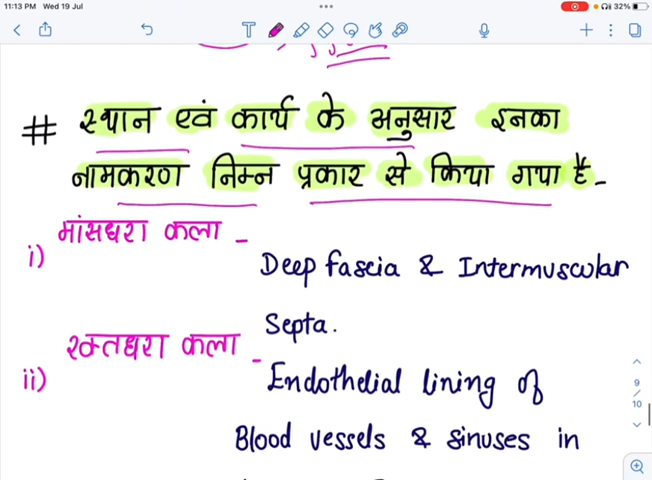 11:13 PM Wed 19 Jul
32%
# स्थान एवं कार्य के अनुसार इनका
नामकरण निम्न प्रकार से किया गया है -
i) मांसधरा कला -
Deep fascia & Intermuscular
Septa.
ii) रक्तधरा कला -
Endothelial lining of
Blood vessels & sinuses in
9
/
10